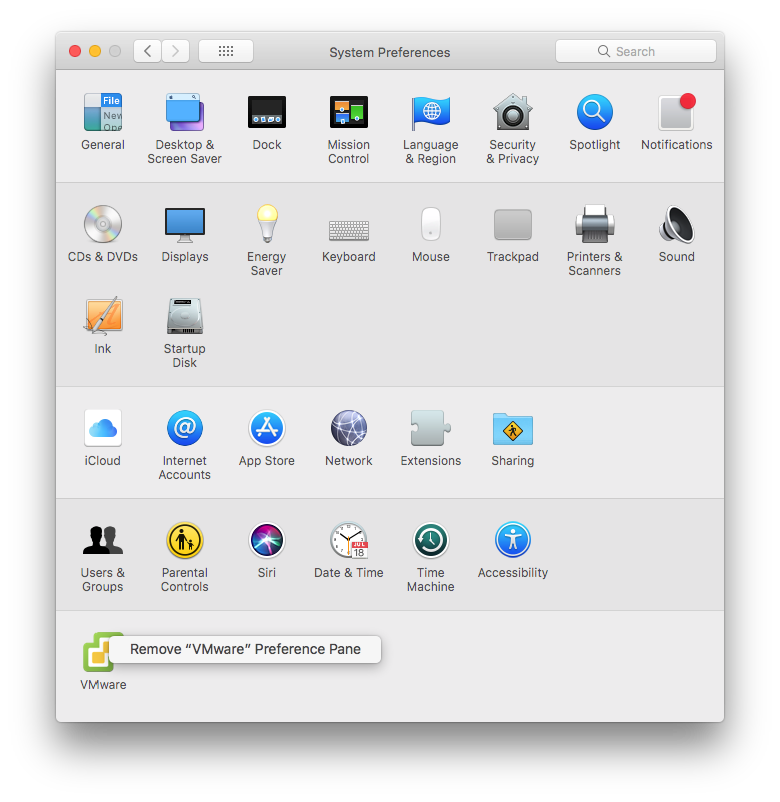 System Preferences
Search
File
New
Ope
General
Desktop &
Screen Saver
Dock
Mission
Control
Language
& Region
Security
& Privacy
Spotlight
Notifications
CDs & DVDs
Displays
Energy
Saver
Keyboard
Mouse
Trackpad
Printers &
Scanners
Sound
Ink
Startup
Disk
iCloud
@
Internet
Accounts
App Store
Network
Extensions
Sharing
Users &
Groups
Parental
Controls
Siri
JUL
18
Date & Time
Time
Machine
Accessibility
Remove “VMware” Preference Pane
VMware